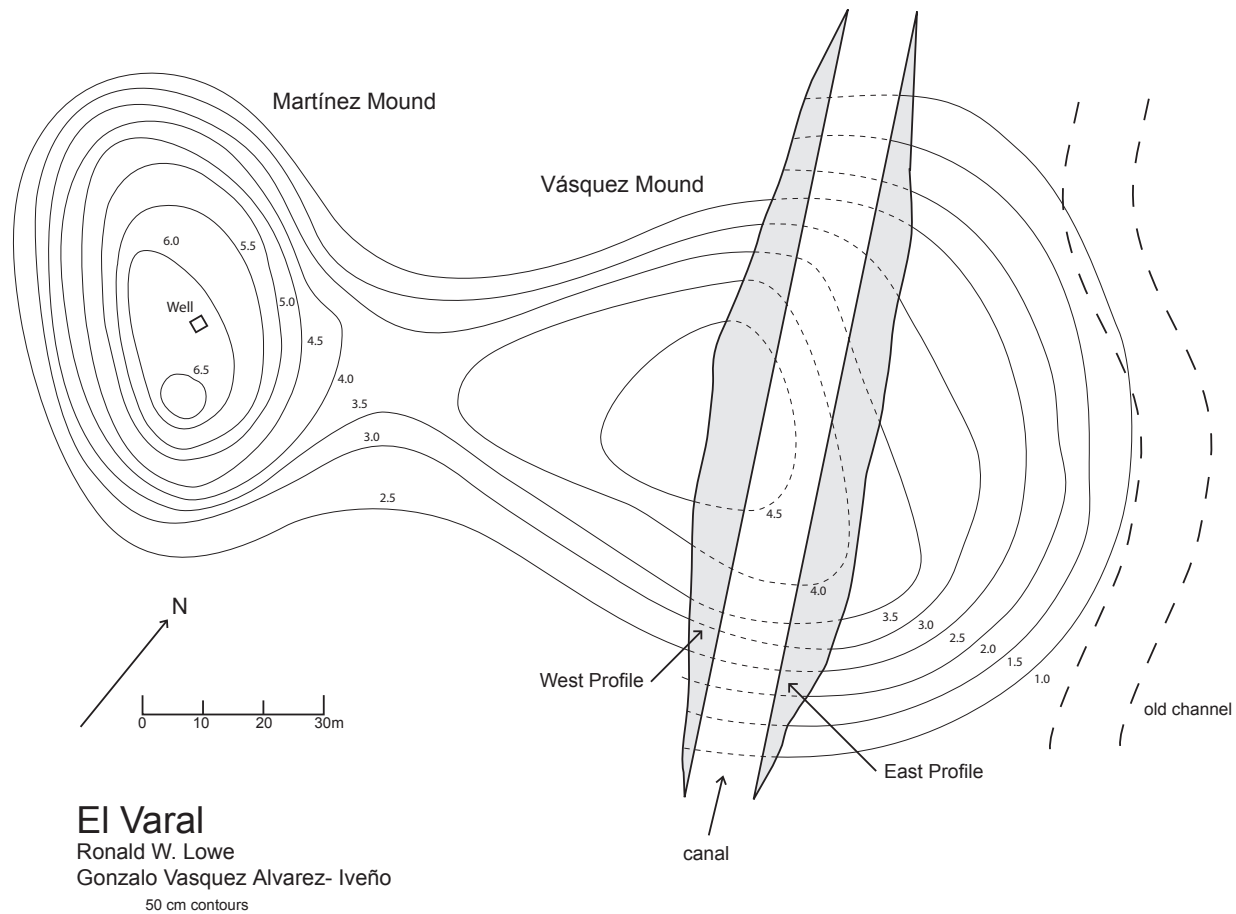 Martínez Mound
Vásquez Mound
6.0
5.5
Well
5.0
4.5
6.5
4.0
3.5
3.0
2.5
4.5
4.0
3.5
3.0
2.5
2.0
1.5
1.0
N
West Profile
East Profile
old channel
0 10 20 30m
canal
El Varal
Ronald W. Lowe
Gonzalo Vasquez Alvarez- Iveño
50 cm contours